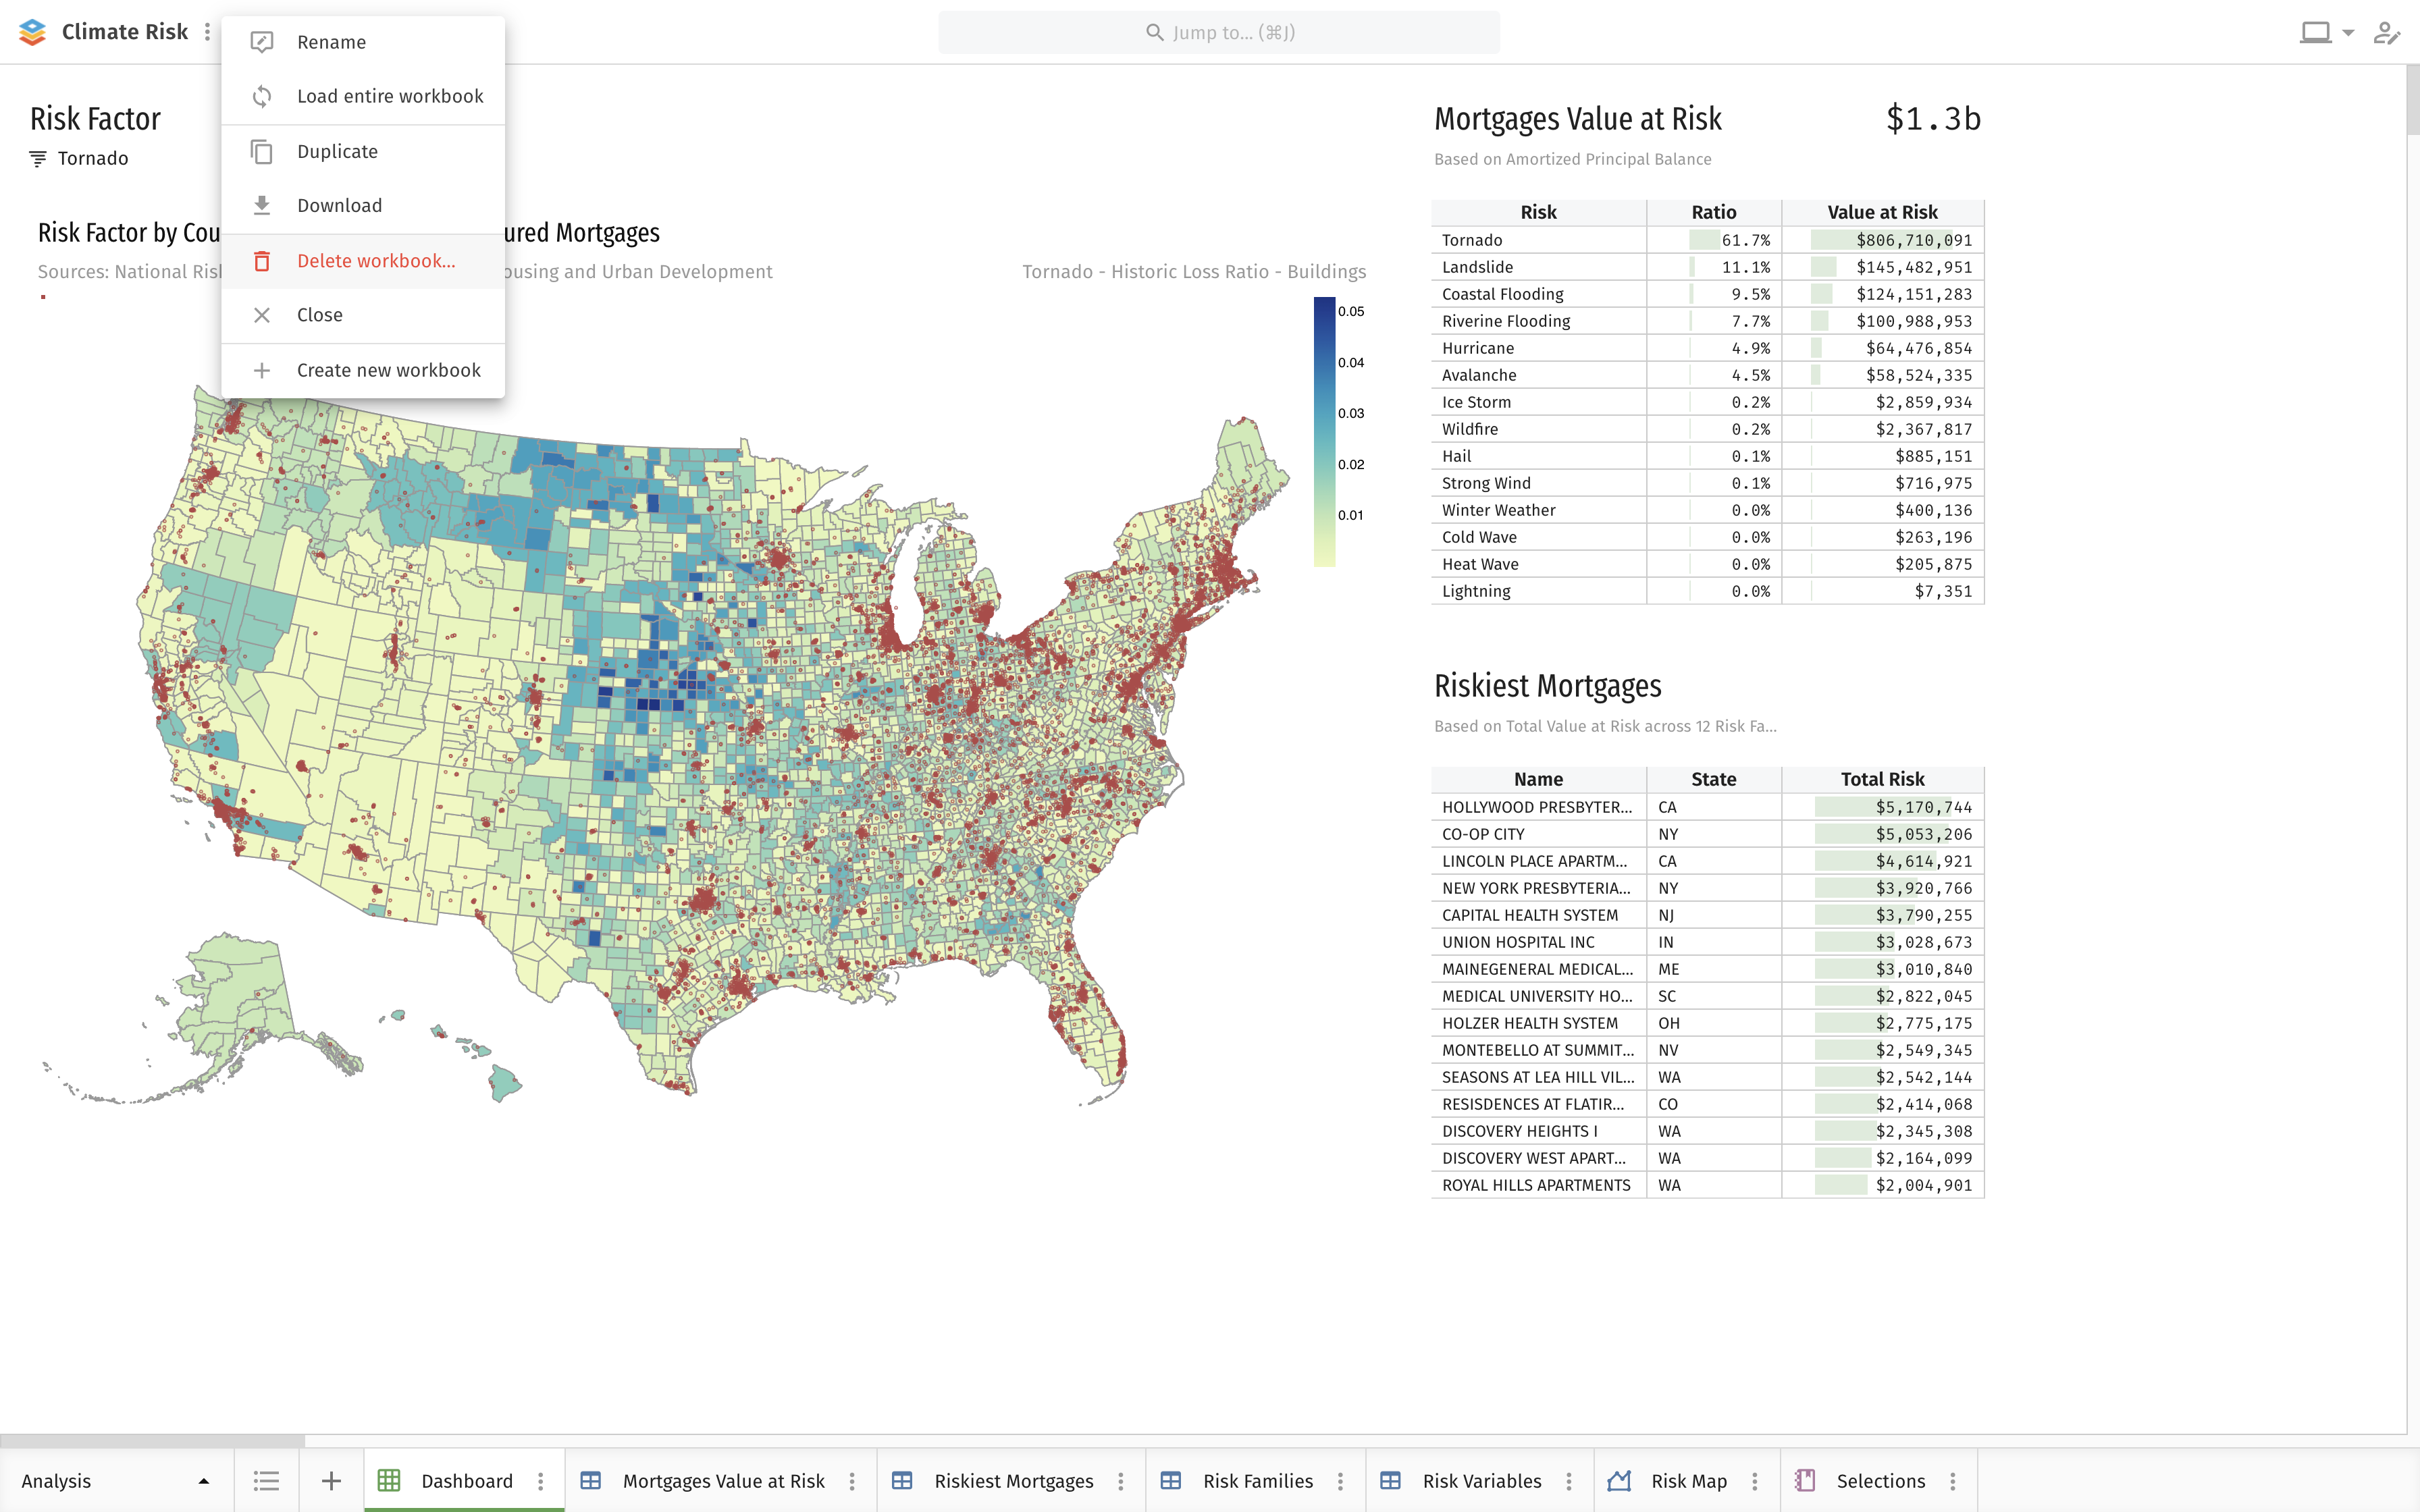 Climate Risk
Jump to... (⌘J)
Rename
Load entire workbook
Duplicate
Download
Delete workbook...
Close
Create new workbook
Risk Factor
Tornado
Risk Factor by Cou
ured Mortgages
Sources: National Ris
ousing and Urban Development
Tornado - Historic Loss Ratio - Buildings
0.05
0.04
0.03
0.02
0.01
Mortgages Value at Risk $1.3b
Based on Amortized Principal Balance
Risk Ratio Value at Risk
Tornado 61.7% $806,710,091
Landslide 11.1% $145,482,951
Coastal Flooding 9.5% $124,151,283
Riverine Flooding 7.7% $100,988,953
Hurricane 4.9% $64,476,854
Avalanche 4.5% $58,524,335
Ice Storm 0.2% $2,859,934
Wildfire 0.2% $2,367,817
Hail 0.1% $885,151
Strong Wind 0.1% $716,975
Winter Weather 0.0% $400,136
Cold Wave 0.0% $263,196
Heat Wave 0.0% $205,875
Lightning 0.0% $7,351
Riskiest Mortgages
Based on Total Value at Risk across 12 Risk Fa...
Name State Total Risk
HOLLYWOOD PRESBYTER... CA $5,170,744
CO-OP CITY NY $5,053,206
LINCOLN PLACE APARTM... CA $4,614,921
NEW YORK PRESBYTERIA... NY $3,920,766
CAPITAL HEALTH SYSTEM NJ $3,790,255
UNION HOSPITAL INC IN $3,028,673
MAINEGENERAL MEDICAL... ME $3,010,840
MEDICAL UNIVERSITY HO... SC $2,822,045
HOLZER HEALTH SYSTEM OH $2,775,175
MONTEBELLO AT SUMMIT... NV $2,549,345
SEASONS AT LEA HILL VIL... WA $2,542,144
RESISDENCES AT FLATIR... CO $2,414,068
DISCOVERY HEIGHTS I WA $2,345,308
DISCOVERY WEST APART... WA $2,164,099
ROYAL HILLS APARTMENTS WA $2,004,901
Analysis
Dashboard
Mortgages Value at Risk
Riskiest Mortgages
Risk Families
Risk Variables
Risk Map
Selections